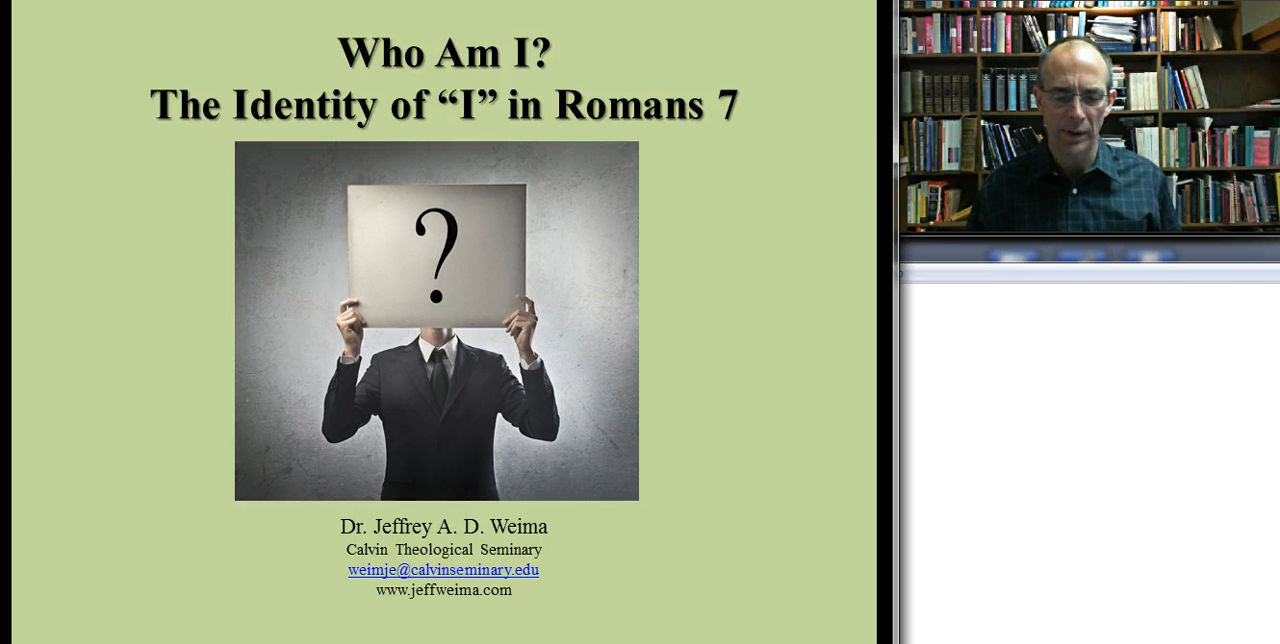 Who Am I?
The Identity of “I” in Romans 7
?
Dr. Jeffrey A. D. Weima
Calvin Theological Seminary
weimje@calvinseminary.edu
www.jeffweima.com